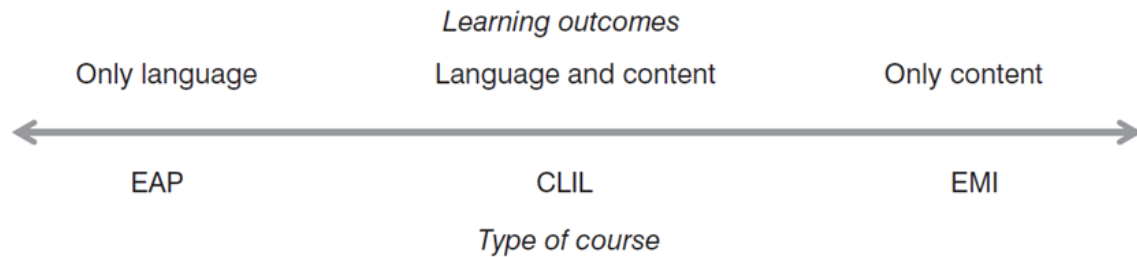 Learning outcomes
Only language Language and content Only content
EAP CLIL EMI
Type of course